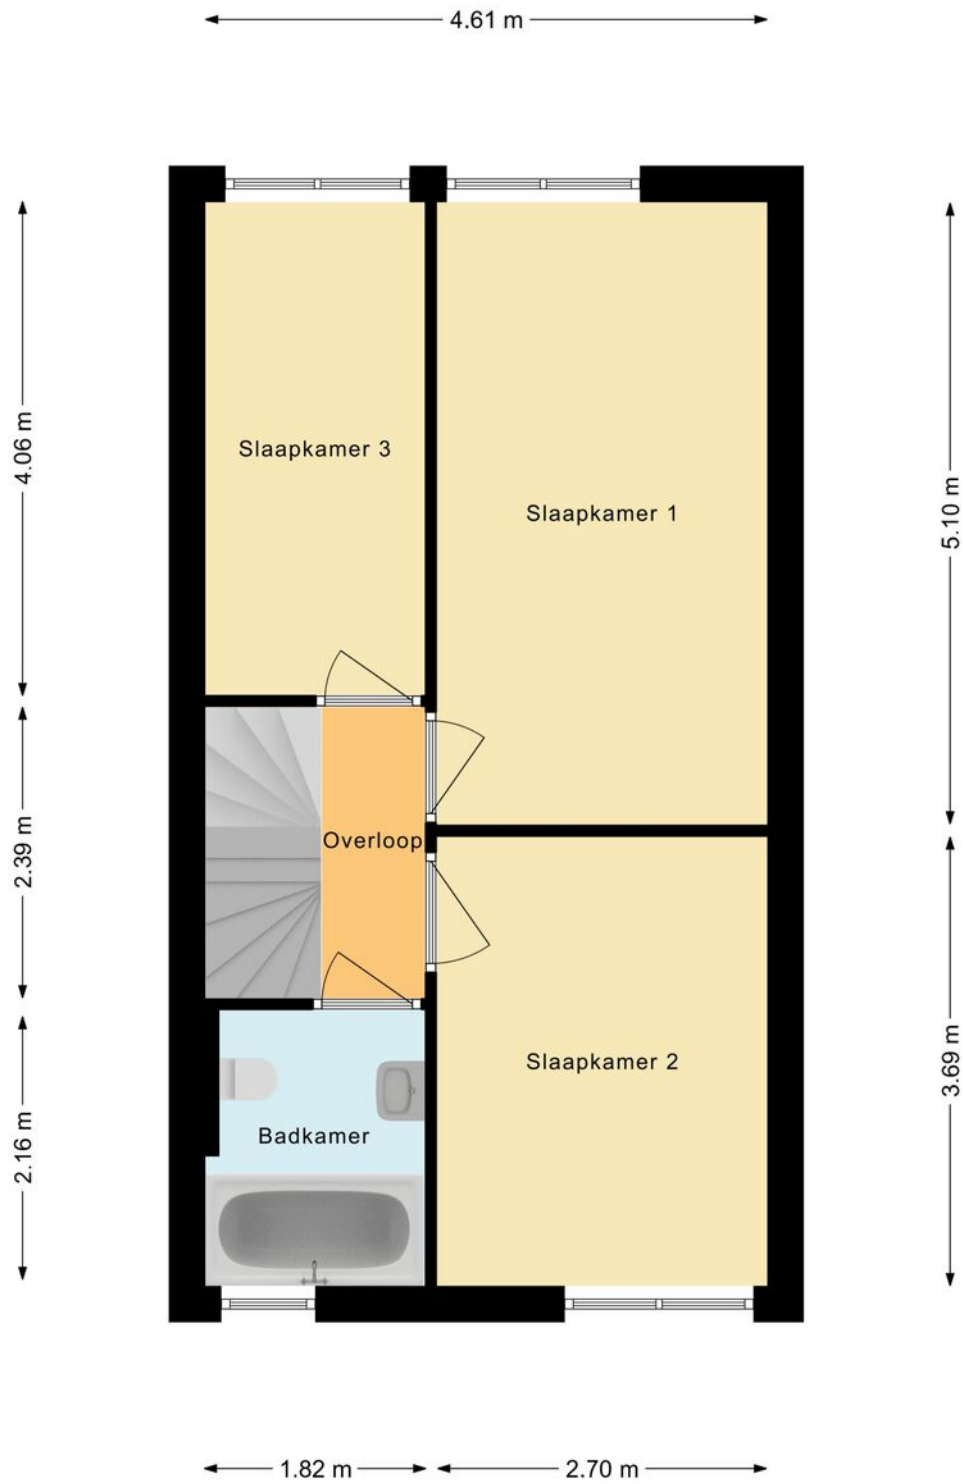 4.61 m
4.06 m
Slaapkamer 3
Slaapkamer 1
5.10 m
2.39 m
Overloop
3.69 m
Slaapkamer 2
2.16 m
Badkamer
1.82 m
2.70 m